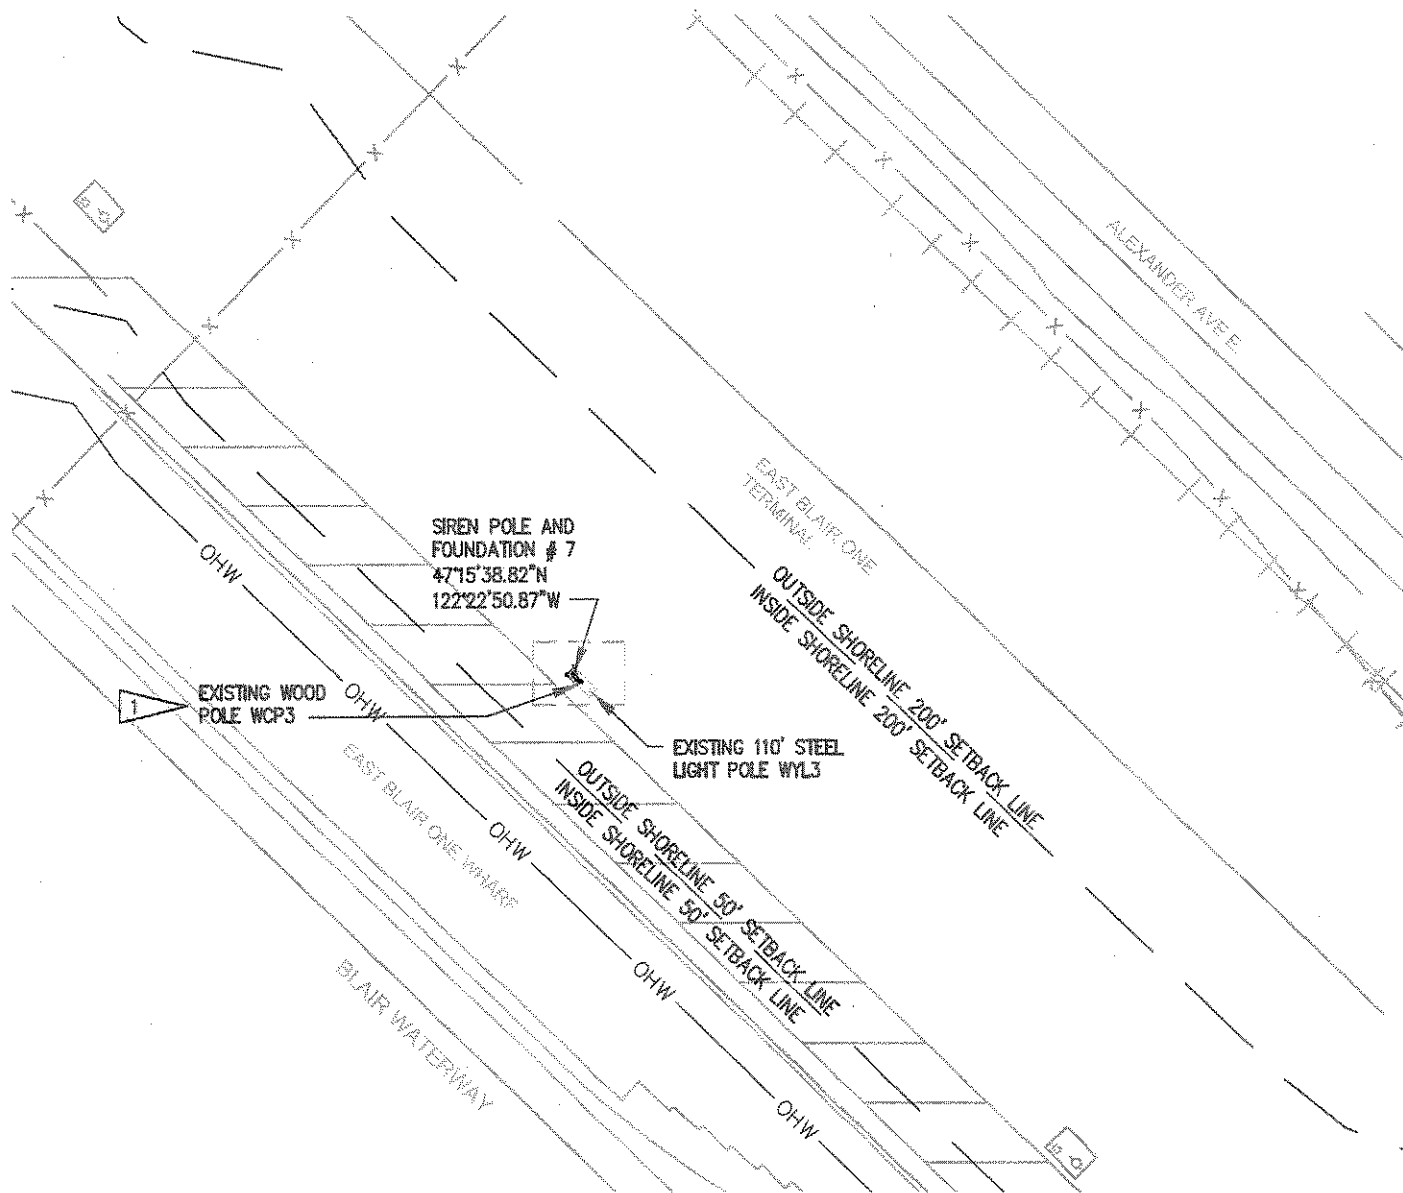 ALEXANDER AVE E.
EAST BLAIR ONE
TERMINAL
SIREN POLE AND
FOUNDATION # 7
47°15'38.82"N
122°22'50.87"W
OHW
OUTSIDE SHORELINE 200' SETBACK LINE
INSIDE SHORELINE 200' SETBACK LINE
1
EXISTING WOOD
POLE WCP3
OHW
EXISTING 110' STEEL
LIGHT POLE WYL3
EAST BLAIR ONE WHARF
OUTSIDE SHORELINE 50' SETBACK LINE
INSIDE SHORELINE 50' SETBACK LINE
OHW
BLAIR WATERWAY
OHW
OHW